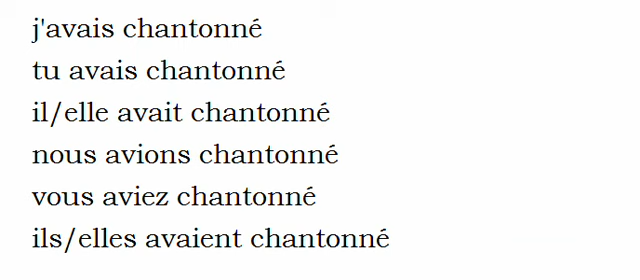 j'avais chantonné
tu avais chantonné
il/elle avait chantonné
nous avions chantonné
vous aviez chantonné
ils/elles avaient chantonné